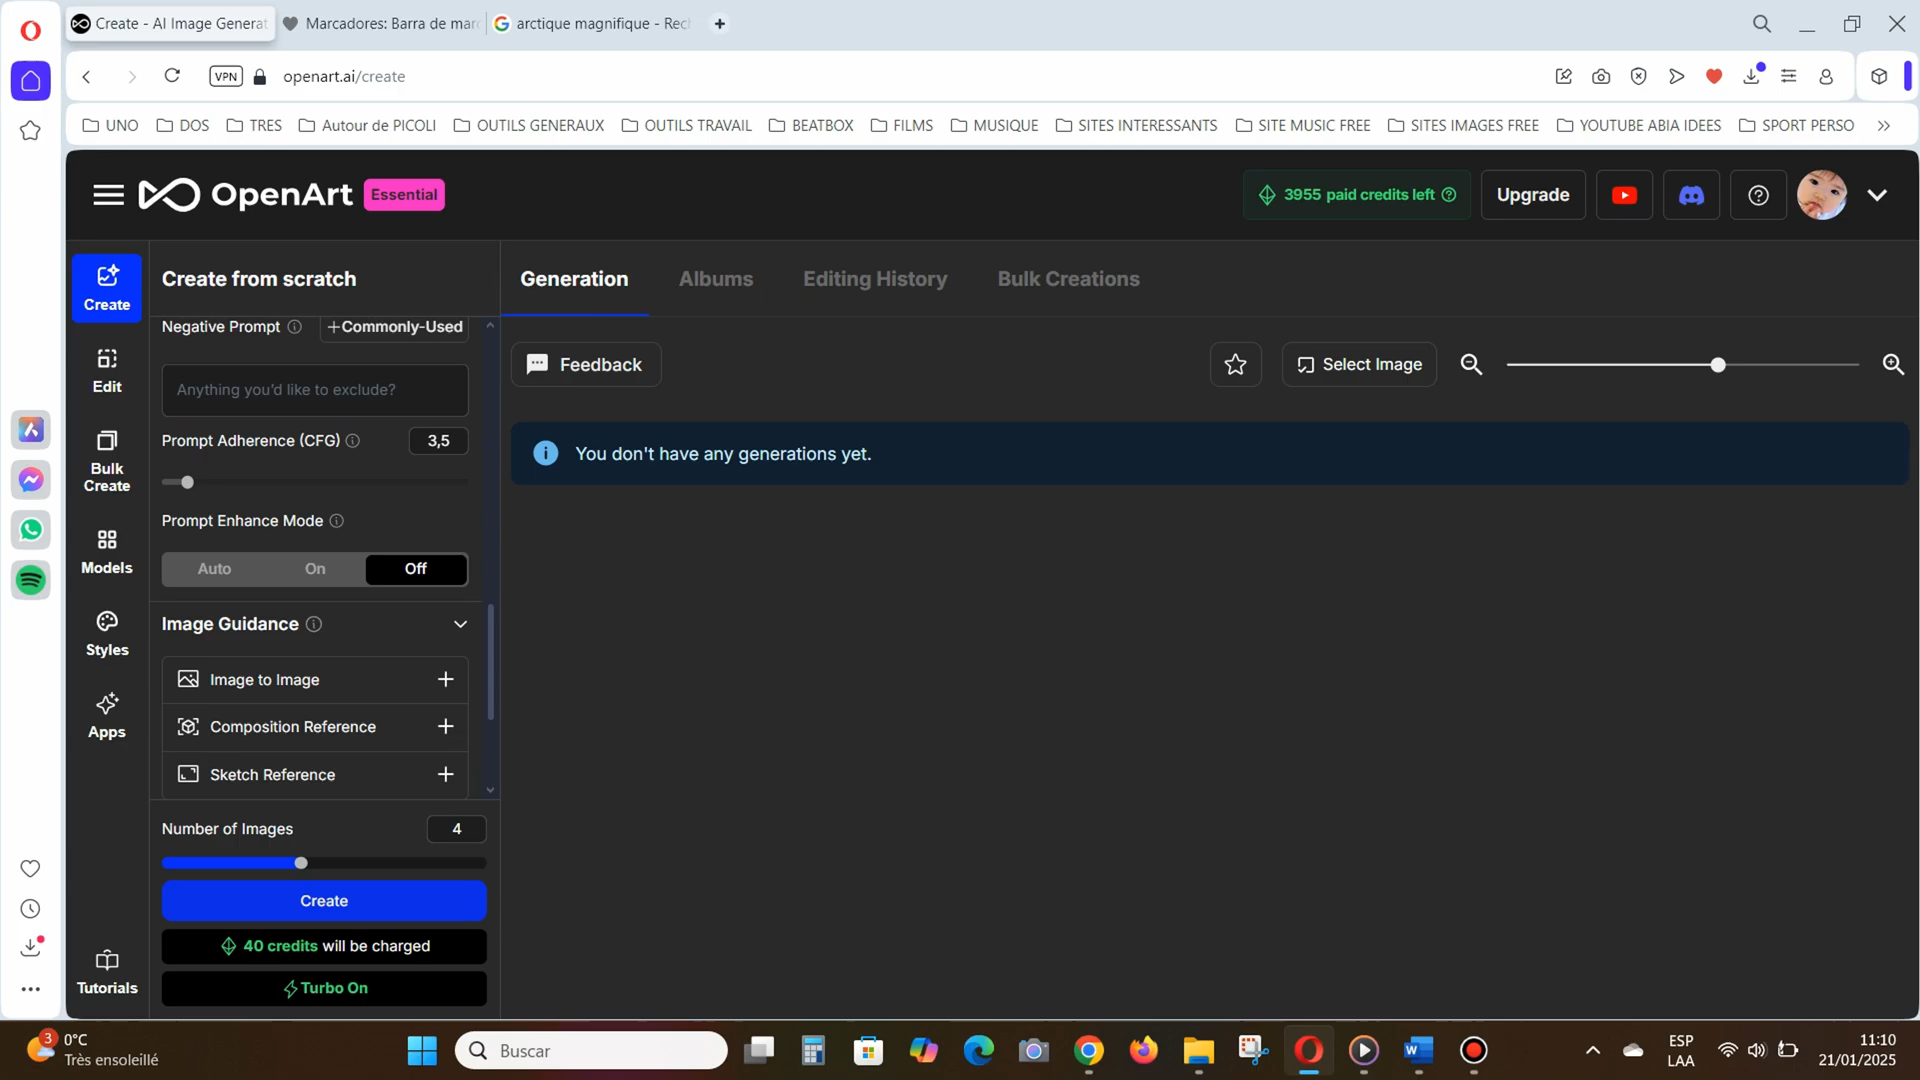 Create - AI Image Generat
Marcadores: Barra de mar
arctique magnifique - Rec
VPN
openart.ai/create
UNO
DOS
TRES
Autour de PICOLI
OUTILS GENERAUX
OUTILS TRAVAIL
BEATBOX
FILMS
MUSIQUE
SITES INTERESSANTS
SITE MUSIC FREE
SITES IMAGES FREE
YOUTUBE ABIA IDEES
SPORT PERSO
OpenArt
Essential
3955 paid credits left
Upgrade
Create
Edit
Bulk
Create
Models
Styles
Apps
Tutorials
Create from scratch
Negative Prompt
+Commonly-Used
Anything you'd like to exclude?
Prompt Adherence (CFG)
3,5
Prompt Enhance Mode
Auto
On
Off
Image Guidance
Image to Image
Composition Reference
Sketch Reference
Number of Images
4
Create
40 credits will be charged
Turbo On
Generation
Albums
Editing History
Bulk Creations
Feedback
Select Image
You don't have any generations yet.
3
0°C
Très ensoleillé
Buscar
ESP
LAA
11:10
21/01/2025